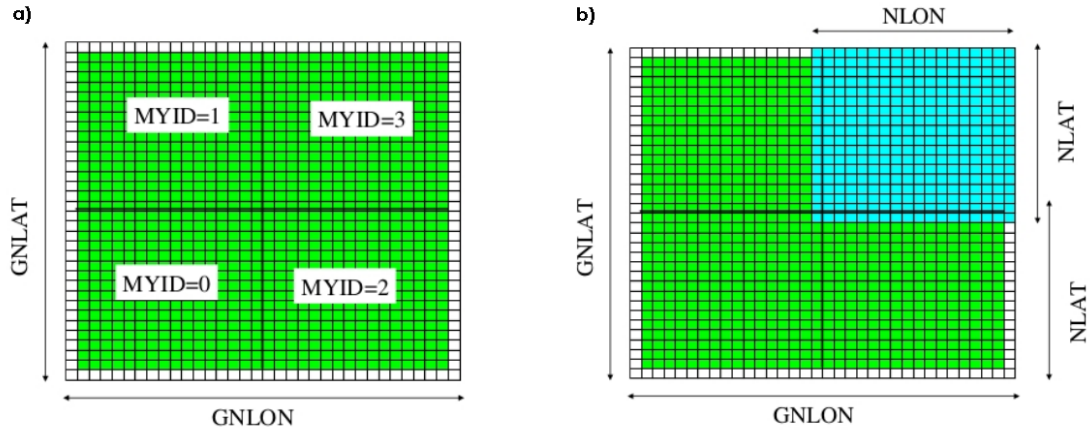 a)
MYID=1
MYID=3
MYID=0
MYID=2
GNLAT
GNLON
b)
NLON
NLAT
GNLAT
NLAT
GNLON